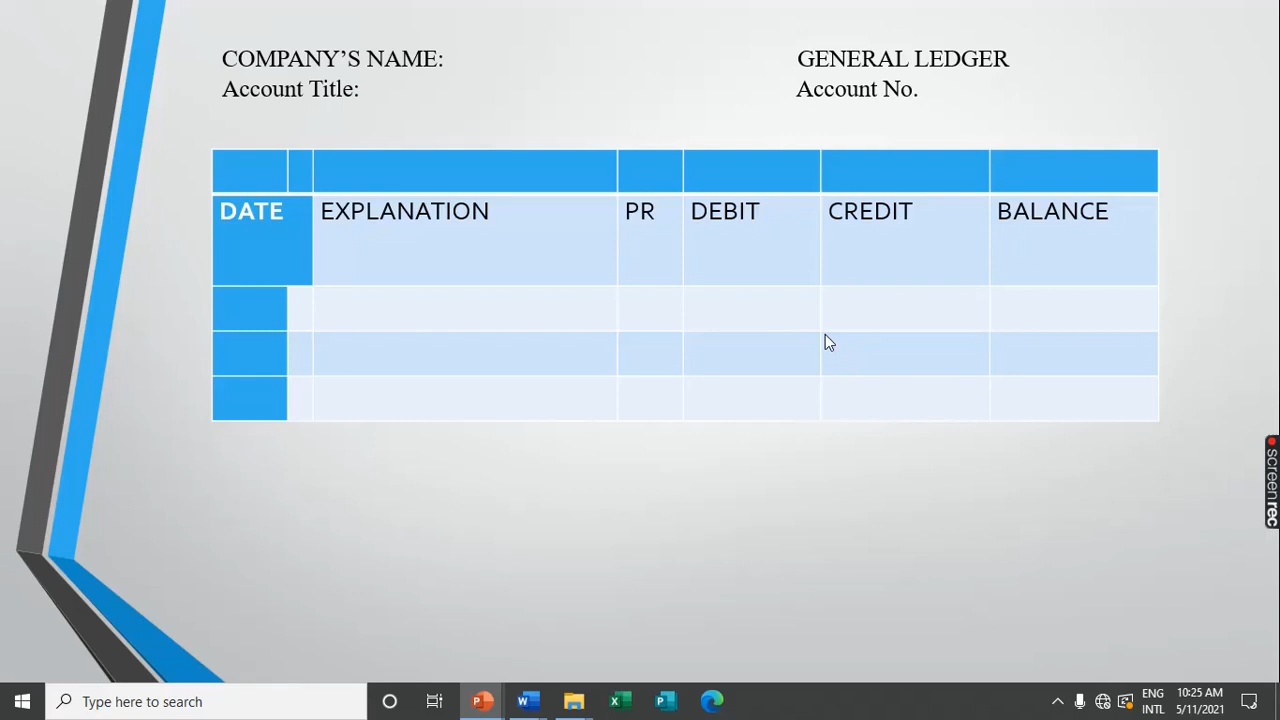 COMPANY’S NAME: GENERAL LEDGER
Account Title: Account No.
DATE EXPLANATION PR DEBIT CREDIT BALANCE
screenrec
Type here to search
ENG 10:25 AM
INTL 5/11/2021